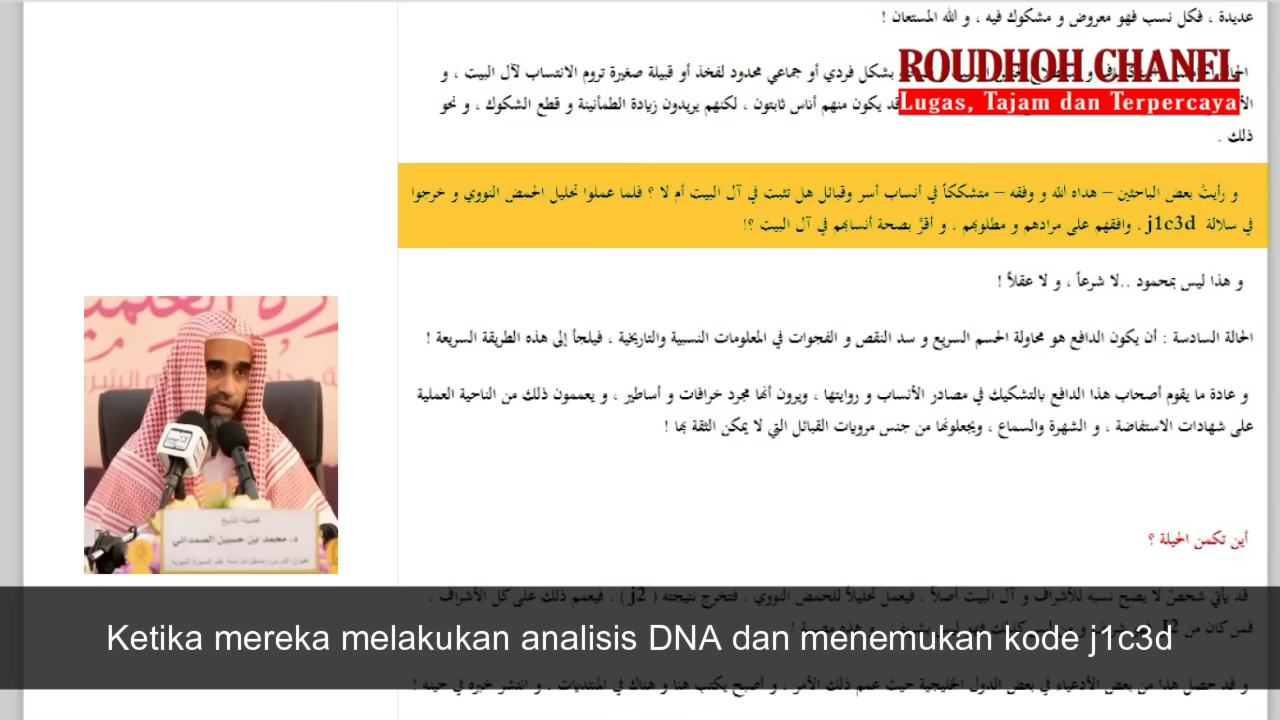 عديدة ، فكل نسب فهو معروض و مشكوك فيه ، و الله المستعان !
ROUDHOH CHANEL
Lugas, Tajam dan Terpercaya
بشكل فردي أو جماعي محدود لفخذ أو قبيلة صغيرة تروم الانتساب لآل البيت ، و
قد يكون منهم أناس ثابتون ، لكنهم يريدون زيادة الطمأنينة و قطع الشكوك ، و نحو
ذلك .
و رأيتُ بعض الباحثين – هداه الله و وفقه – متشككاً في أنساب أسر وقبائل هل تثبت في آل البيت أم لا ؟ فلما عملوا تحليل الحمض النووي و خرجوا
في سلالة j1c3d . وافقهم على مرادهم و مطلوبهم . و أقرَّ بصحة أنسابهم في آل البيت ؟!
و هذا ليس بمحمود ..لا شرعاً ، و لا عقلاً !
الحالة السادسة : أن يكون الدافع هو محاولة الحسم السريع و سد النقص و الفجوات في المعلومات النسبية والتاريخية ، فيلجأ إلى هذه الطريقة السريعة !
و عادة ما يقوم أصحاب هذا الدافع بالتشكيك في مصادر الأنساب و روايتها ، ويرون أنها مجرد خرافات و أساطير ، و يعممون ذلك من الناحية العملية
على شهادات الاستفاضة ، و الشهرة والسماع ، ويجعلونها من جنس مرويات القبائل التي لا يمكن الثقة بها !
فضيلة الشيخ
د. محمد بن حسين الصمداني
أين تكمن الحيلة ؟
قد يأتي شخصٌ لا يصح نسبه للأشراف و آل البيت أصلاً ، فيعمل تحليلاً للحمض النووي ، فتخرج نتيجته ( j2 ) ، فيعمم ذلك على كل الأشراف ،
فمن كان من J2
Ketika mereka melakukan analisis DNA dan menemukan kode j1c3d
و قد حصل هذا من بعض الأدعياء في بعض الدول الخليجية حيث عمم ذلك الأمر ، و أصبح يكتب هنا و هناك في المنتديات ، و انتشر خبره في حينه !